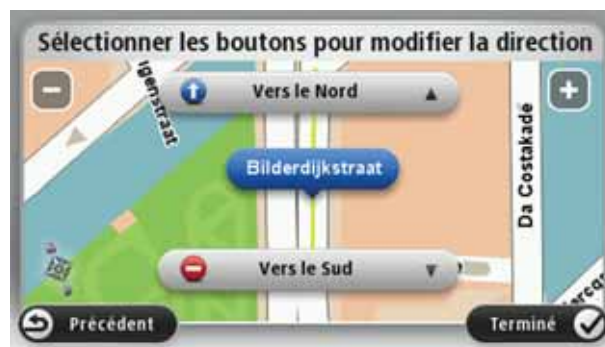 Sélectionner les boutons pour modifier la direction
igenstraat
Vers le Nord
Bilderdijkstraat
Da Costakade
Vers le Sud
Précédent
Terminé